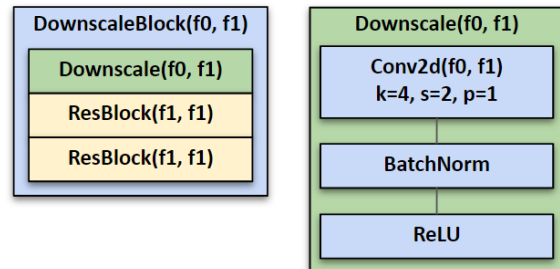 DownscaleBlock(f0, f1)
Downscale(f0, f1)
ResBlock(f1, f1)
ResBlock(f1, f1)
Downscale(f0, f1)
Conv2d(f0, f1)
k=4, s=2, p=1
BatchNorm
ReLU